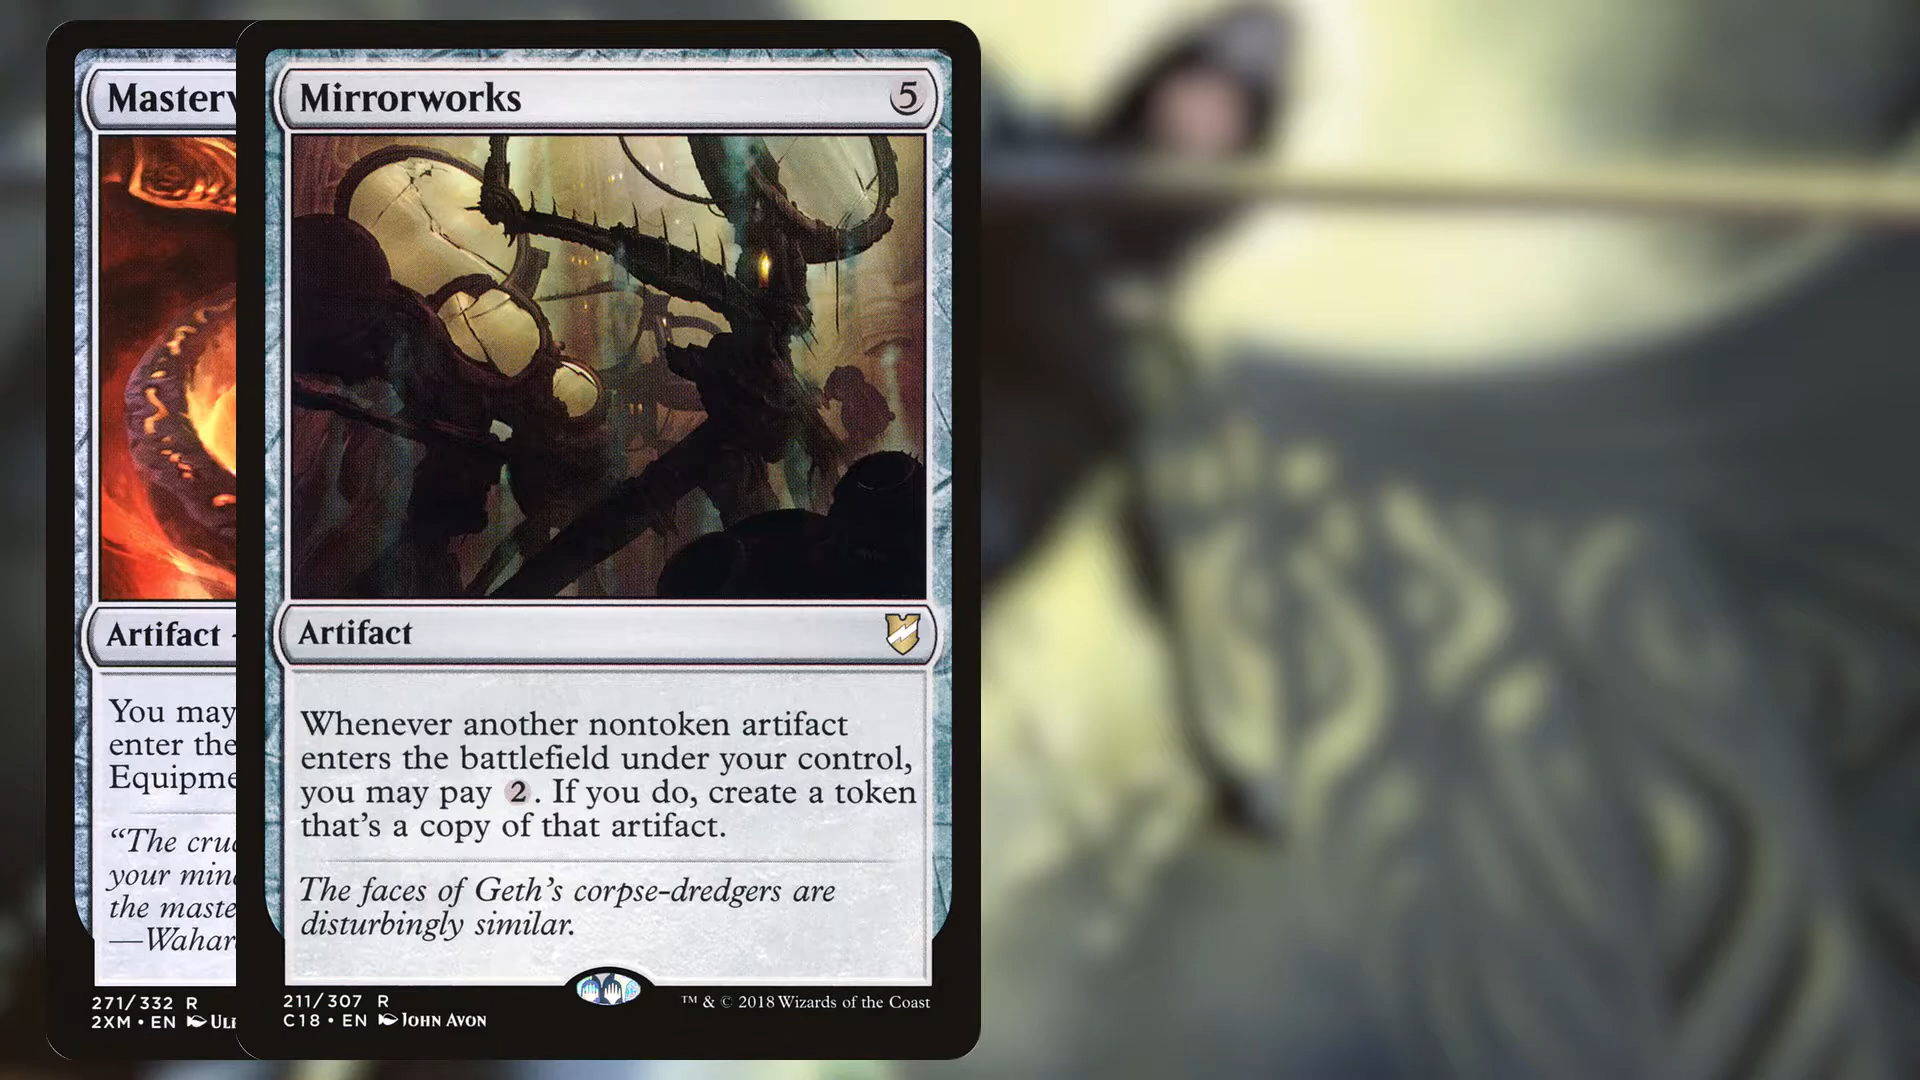 Masterw
Artifact -
You may
enter the
Equipme
“The cruc
your mind
the maste
—Wahar
271/332 R
2XM • EN ULR
Mirrorworks
5
Artifact
Whenever another nontoken artifact
enters the battlefield under your control,
you may pay 2. If you do, create a token
that's a copy of that artifact.
The faces of Geth's corpse-dredgers are
disturbingly similar.
211/307 R
C18 • EN JOHN AVON
™ & © 2018 Wizards of the Coast